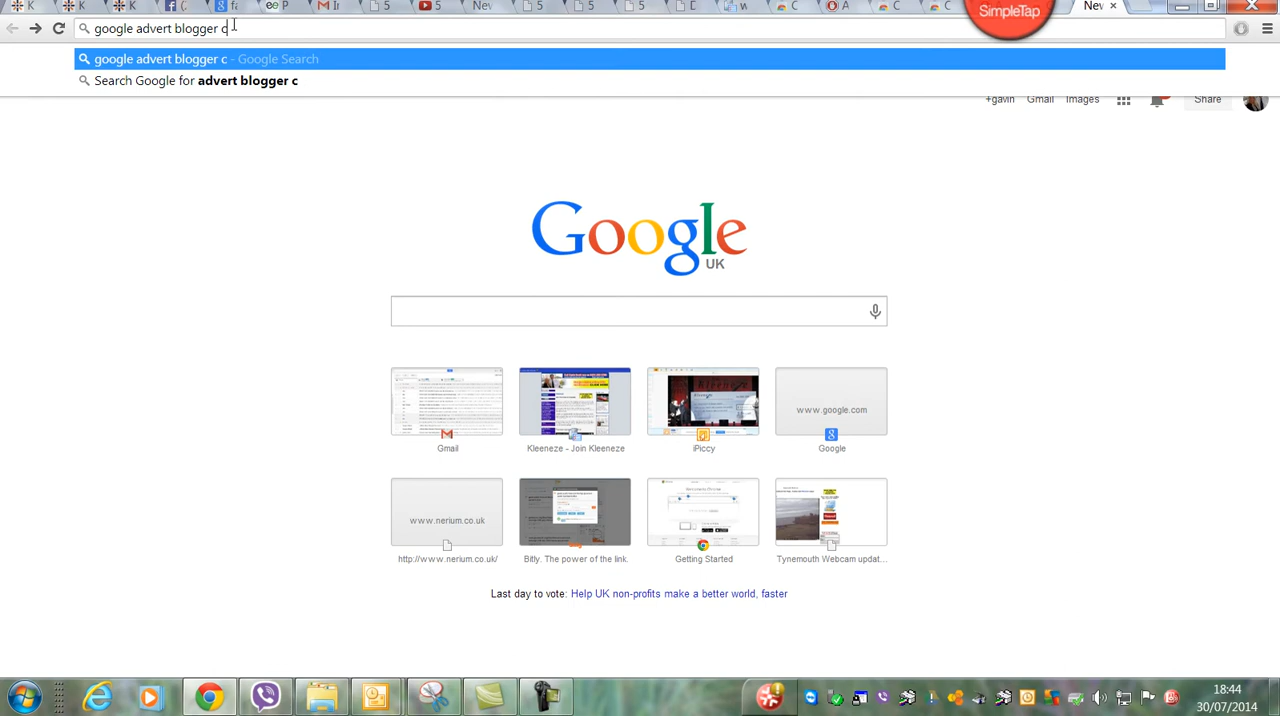 SimpleTap
New
google advert blogger c
google advert blogger c - Google Search
Search Google for advert blogger c
+gavin Gmail Images Share
Google
UK
www.google.com
Gmail Kleeneze - Join Kleeneze iPiccy Google
www.nerium.co.uk
http://www.nerium.co.uk/ Bitly. The power of the link. Getting Started Tynemouth Webcam updat...
Last day to vote: Help UK non-profits make a better world, faster
18:44
30/07/2014